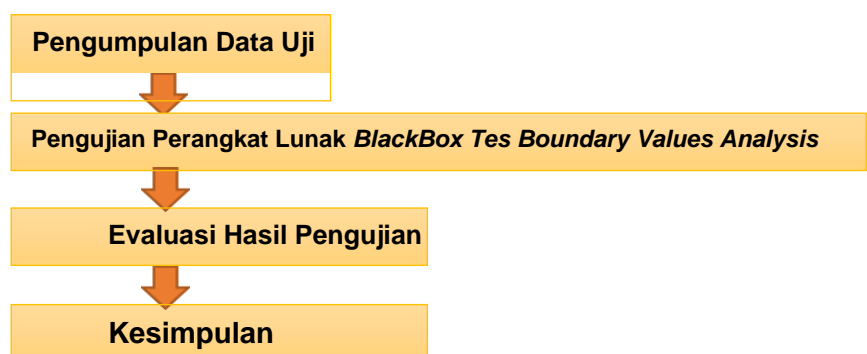 Pengumpulan Data Uji
Pengujian Perangkat Lunak BlackBox Tes Boundary Values Analysis
Evaluasi Hasil Pengujian
Kesimpulan